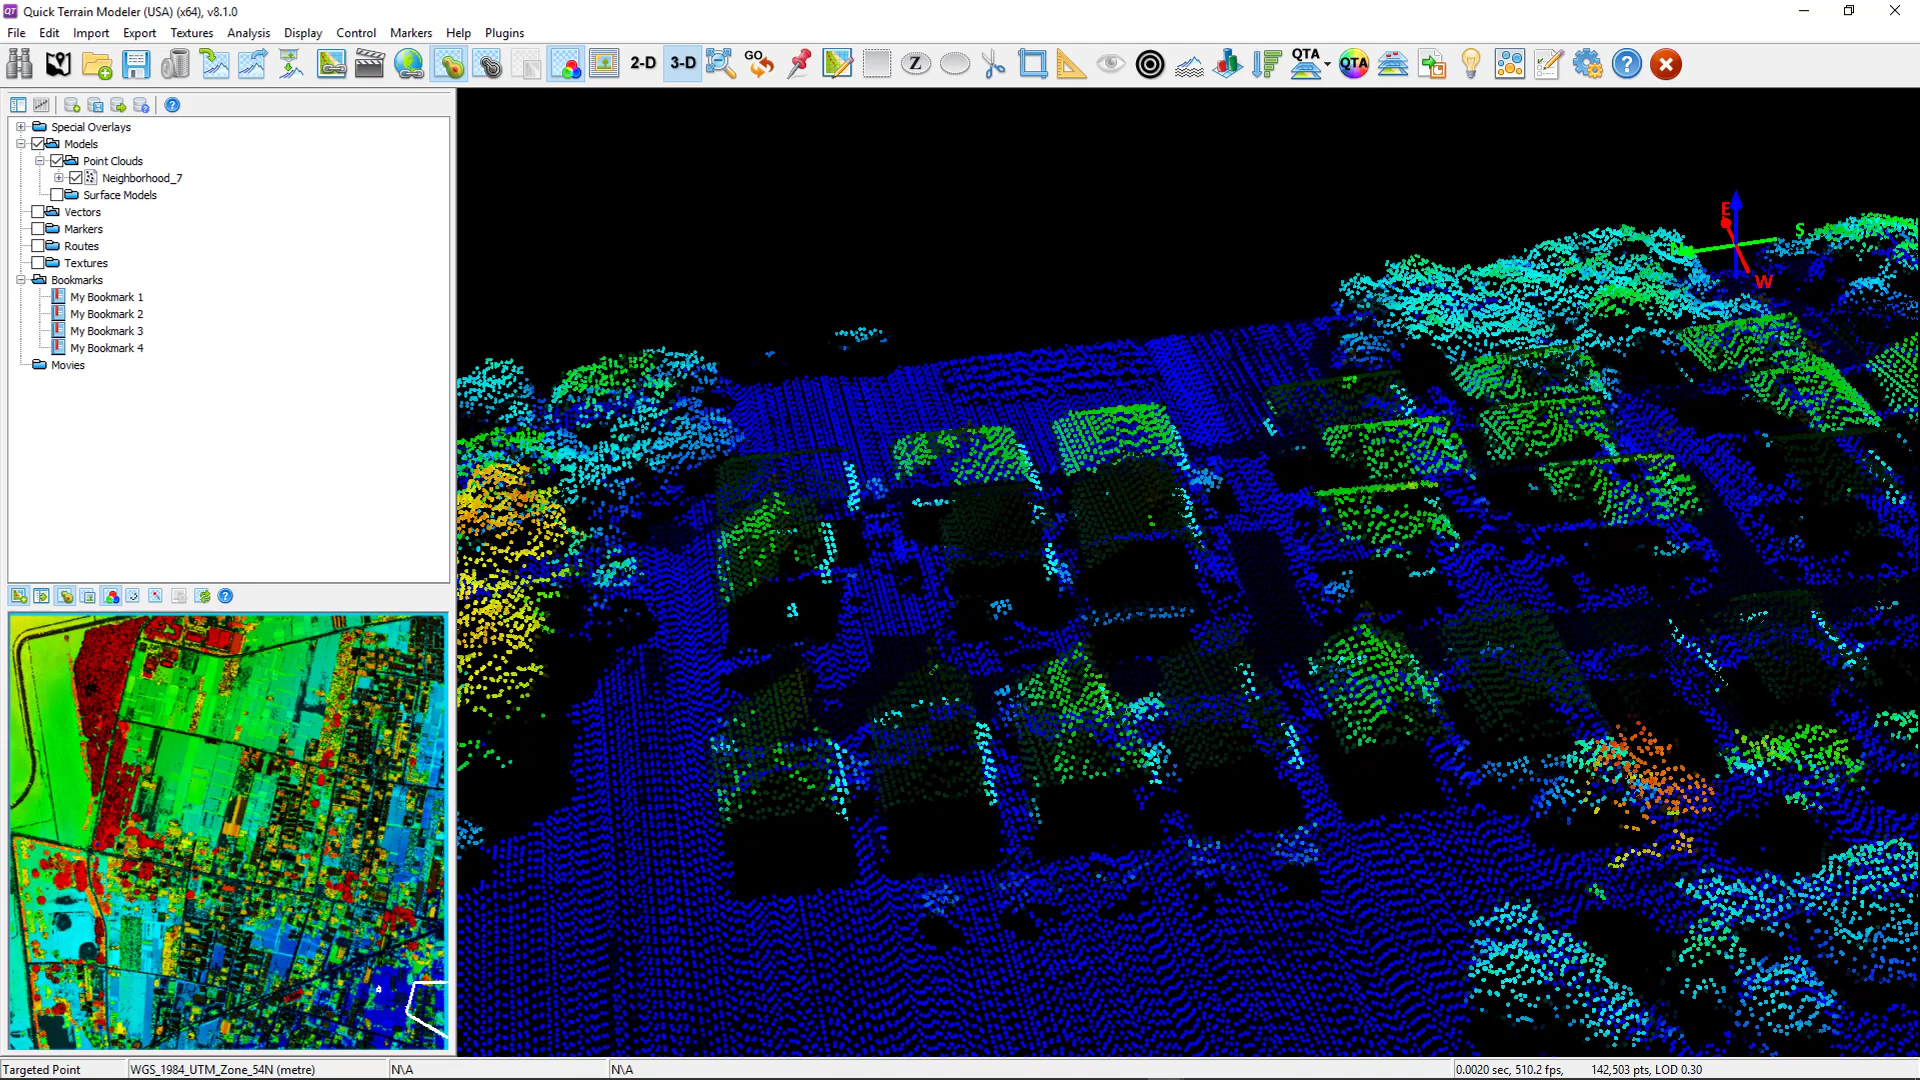 Quick Terrain Modeler (USA) (x64), v8.1.0
File Edit Import Export Textures Analysis Display Control Markers Help Plugins
2-D 3-D GO Z QTA QTA
Special Overlays
Models
Point Clouds
Neighborhood_7
Surface Models
Vectors
Markers
Routes
Textures
Bookmarks
My Bookmark 1
My Bookmark 2
My Bookmark 3
My Bookmark 4
Movies
E
S
W
Targeted Point WGS_1984_UTM_Zone_54N (metre) N\A N\A 0.0020 sec, 510.2 fps, 142,503 pts, LOD 0.30